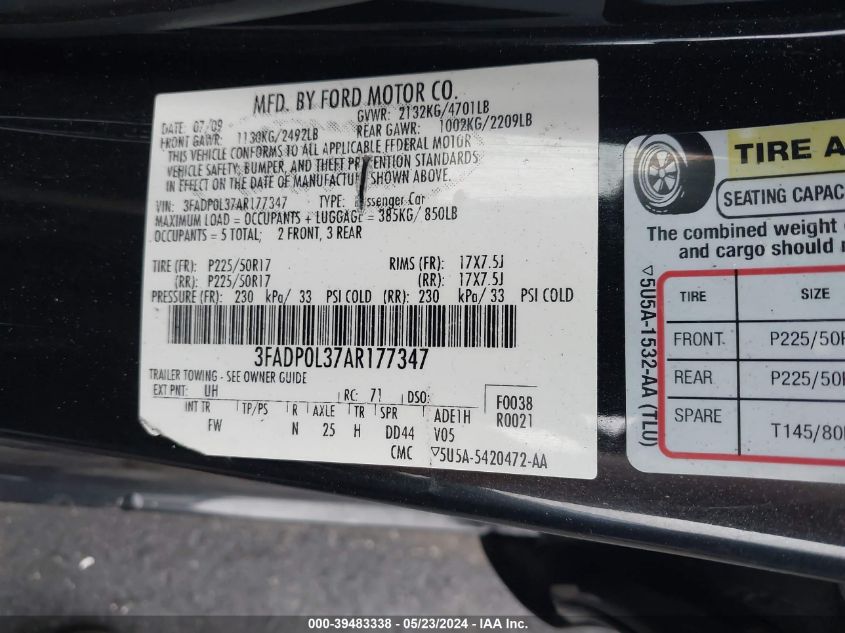 MFD. BY FORD MOTOR CO.
DATE: 07/09 GVWR: 2132KG/4701LB
FRONT GAWR: 1130KG/2492LB REAR GAWR: 1002KG/2209LB
THIS VEHICLE CONFORMS TO ALL APPLICABLE FEDERAL MOTOR
VEHICLE SAFETY, BUMPER, AND THEFT PREVENTION STANDARDS
IN EFFECT ON THE DATE OF MANUFACTURE SHOWN ABOVE.
VIN: 3FADP0L37AR177347 TYPE: Passenger Car
MAXIMUM LOAD = OCCUPANTS + LUGGAGE = 385KG/ 850LB
OCCUPANTS = 5 TOTAL; 2 FRONT, 3 REAR
TIRE (FR): P225/50R17 RIMS (FR): 17X7.5J
(RR): P225/50R17 (RR): 17X7.5J
PRESSURE (FR): 230 kPa/ 33 PSI COLD (RR): 230 kPa/ 33 PSI COLD
3FADP0L37AR177347
TRAILER TOWING - SEE OWNER GUIDE
EXT PNT: UH RC: 71 DSO: F0038
R0021
INT TR TP/PS R AXLE TR SPR ADE1H
FW N 25 H DD44 V05
CMC ▽5U5A-5420472-AA
TIRE A
SEATING CAPAC
The combined weight
and cargo should
TIRE SIZE
FRONT P225/50
REAR P225/50
SPARE T145/80
▽5U5A-1532-AA (TLU)
000-39483338 - 05/23/2024 - IAA Inc.